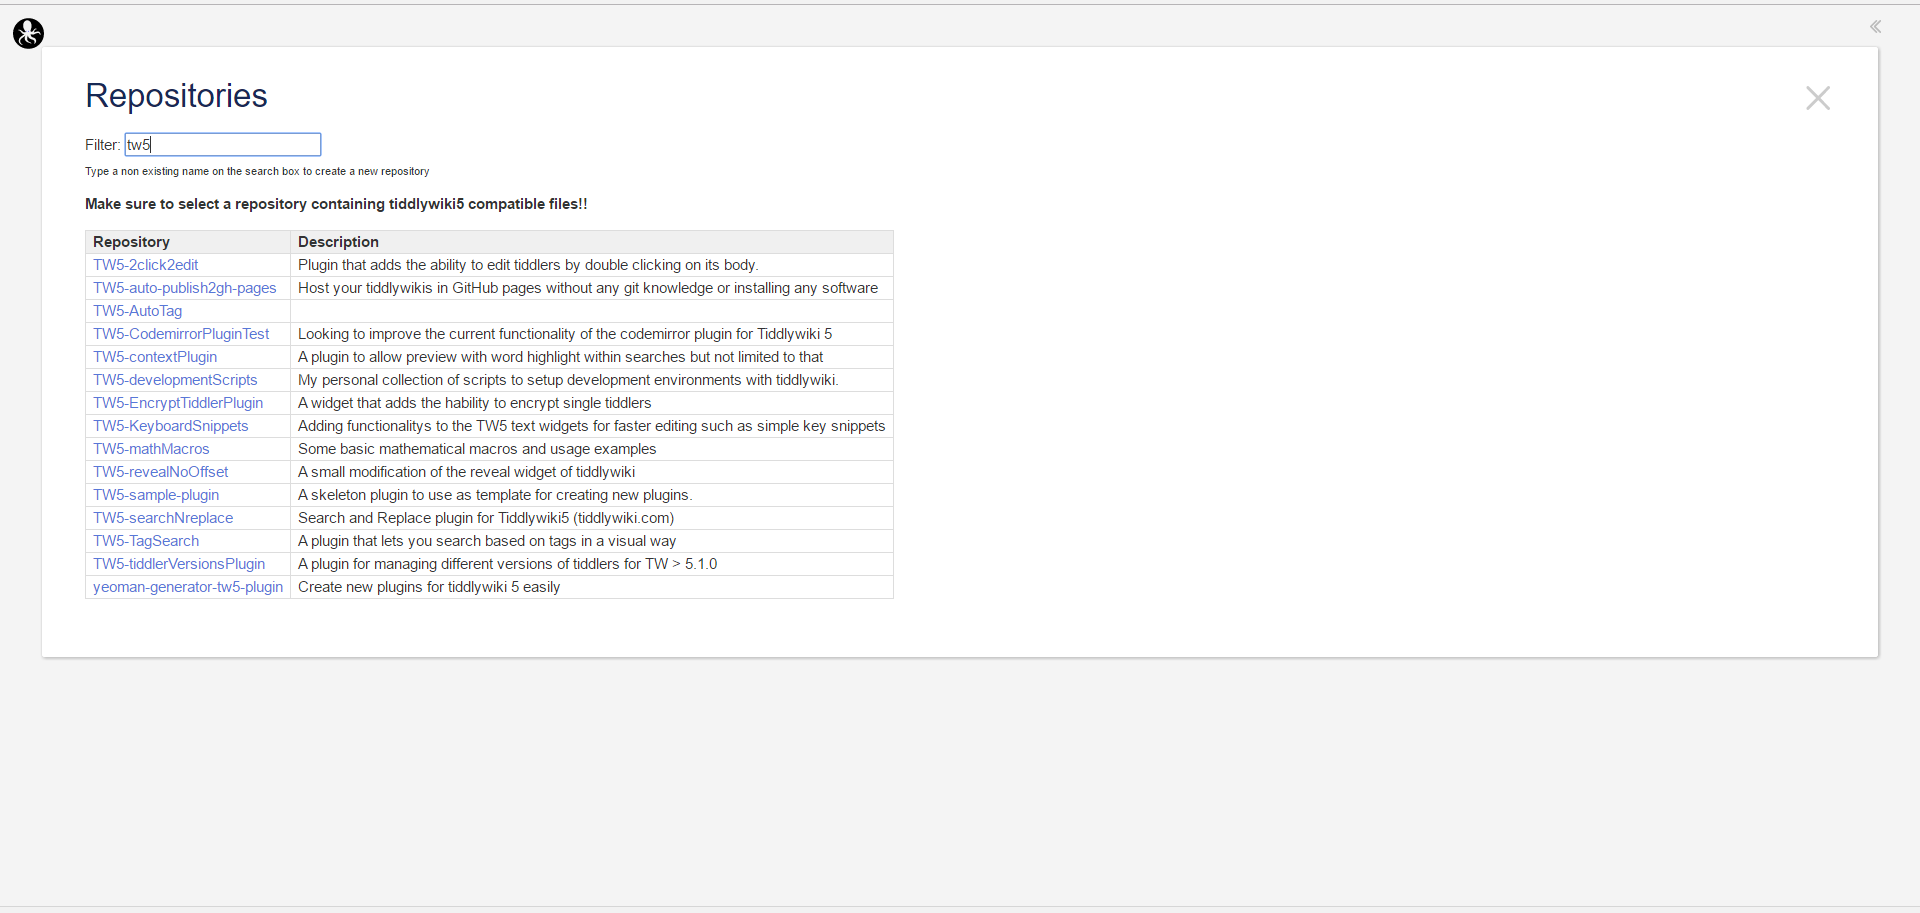 Repositories
Filter: tw5
Type a non existing name on the search box to create a new repository
Make sure to select a repository containing tiddlywiki5 compatible files!!
Repository Description
TW5-2click2edit Plugin that adds the ability to edit tiddlers by double clicking on its body.
TW5-auto-publish2gh-pages Host your tiddlywikis in GitHub pages without any git knowledge or installing any software
TW5-AutoTag
TW5-CodemirrorPluginTest Looking to improve the current functionality of the codemirror plugin for Tiddlywiki 5
TW5-contextPlugin A plugin to allow preview with word highlight within searches but not limited to that
TW5-developmentScripts My personal collection of scripts to setup development environments with tiddlywiki.
TW5-EncryptTiddlerPlugin A widget that adds the hability to encrypt single tiddlers
TW5-KeyboardSnippets Adding functionalitys to the TW5 text widgets for faster editing such as simple key snippets
TW5-mathMacros Some basic mathematical macros and usage examples
TW5-revealNoOffset A small modification of the reveal widget of tiddlywiki
TW5-sample-plugin A skeleton plugin to use as template for creating new plugins.
TW5-searchNreplace Search and Replace plugin for Tiddlywiki5 (tiddlywiki.com)
TW5-TagSearch A plugin that lets you search based on tags in a visual way
TW5-tiddlerVersionsPlugin A plugin for managing different versions of tiddlers for TW > 5.1.0
yeoman-generator-tw5-plugin Create new plugins for tiddlywiki 5 easily